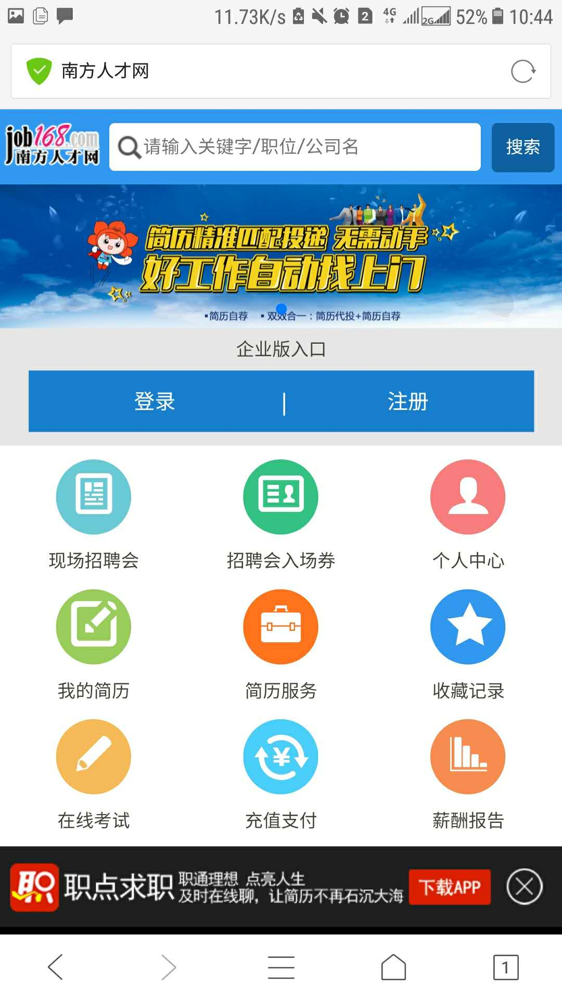 11.73K/s 2 4G 2G 52% 10:44
南方人才网
job168.com
南方人才网
请输入关键字/职位/公司名
搜索
简历精准匹配投递 无需动手
好工作自动找上门
▪简历自荐 ▪双效合一：简历代投+简历自荐
企业版入口
登录 | 注册
现场招聘会 招聘会入场券 个人中心
我的简历 简历服务 收藏记录
在线考试 充值支付 薪酬报告
职
职点求职
职通理想 点亮人生
及时在线聊，让简历不再石沉大海
下载APP
1